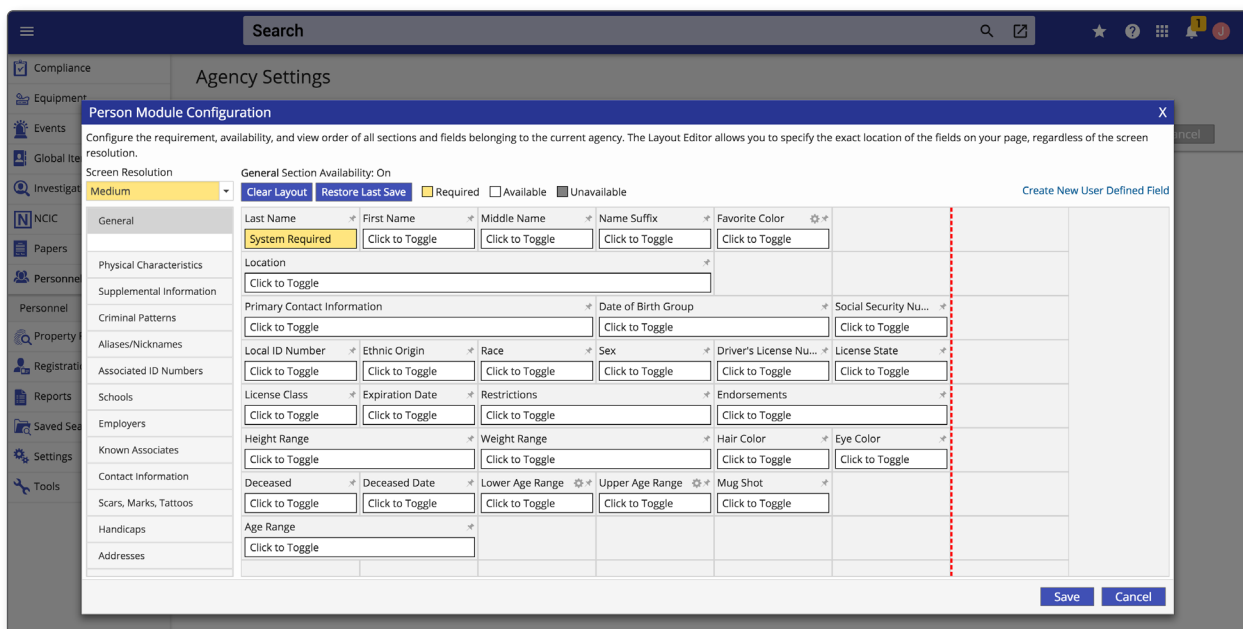 Search
1
J
Compliance
Agency Settings
Equipment
Person Module Configuration X
Events
Configure the requirement, availability, and view order of all sections and fields belonging to the current agency. The Layout Editor allows you to specify the exact location of the fields on your page, regardless of the screen
resolution.
ncel
Global Ite
Screen Resolution
General Section Availability: On
Investigat
Medium
Clear Layout Restore Last Save Required Available Unavailable
Create New User Defined Field
NCIC
Papers
Personnel
Personnel
Property
Registrati
Reports
Saved Sea
Settings
Tools
General
Physical Characteristics
Supplemental Information
Criminal Patterns
Aliases/Nicknames
Associated ID Numbers
Schools
Employers
Known Associates
Contact Information
Scars, Marks, Tattoos
Handicaps
Addresses
Last Name First Name Middle Name Name Suffix Favorite Color
System Required Click to Toggle Click to Toggle Click to Toggle Click to Toggle
Location
Click to Toggle
Primary Contact Information Date of Birth Group Social Security Nu...
Click to Toggle Click to Toggle Click to Toggle
Local ID Number Ethnic Origin Race Sex Driver's License Nu... License State
Click to Toggle Click to Toggle Click to Toggle Click to Toggle Click to Toggle Click to Toggle
License Class Expiration Date Restrictions Endorsements
Click to Toggle Click to Toggle Click to Toggle Click to Toggle
Height Range Weight Range Hair Color Eye Color
Click to Toggle Click to Toggle Click to Toggle Click to Toggle
Deceased Deceased Date Lower Age Range Upper Age Range Mug Shot
Click to Toggle Click to Toggle Click to Toggle Click to Toggle Click to Toggle
Age Range
Click to Toggle
Save Cancel